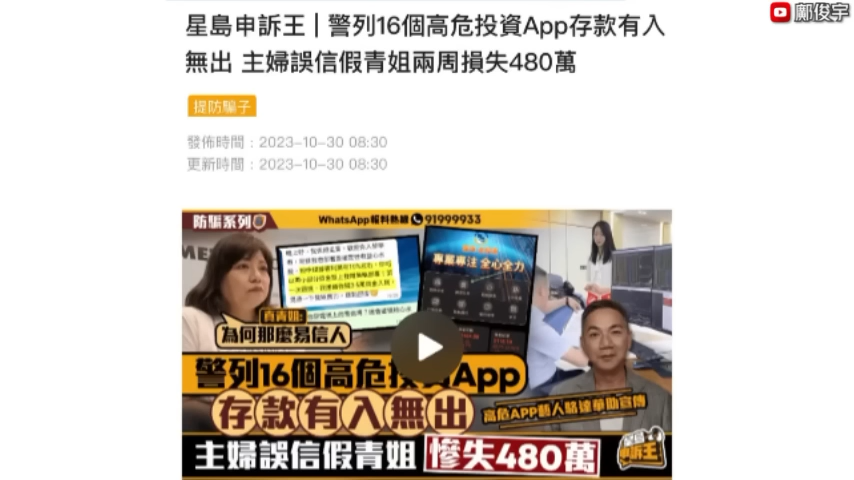 鄺俊宇
星島申訴王 | 警列16個高危投資App存款有入
無出 主婦誤信假青姐兩周損失480萬
提防騙子
發佈時間：2023-10-30 08:30
更新時間：2023-10-30 08:30
防騙系列
WhatsApp報料熱線 91999933
專屬專注 全心全力
真青姐:
為何那麼易信人
警列16個高危投資App
存款有入無出
高危APP藝人駱達華助宣傳
主婦誤信假青姐 慘失480萬
星島申訴王